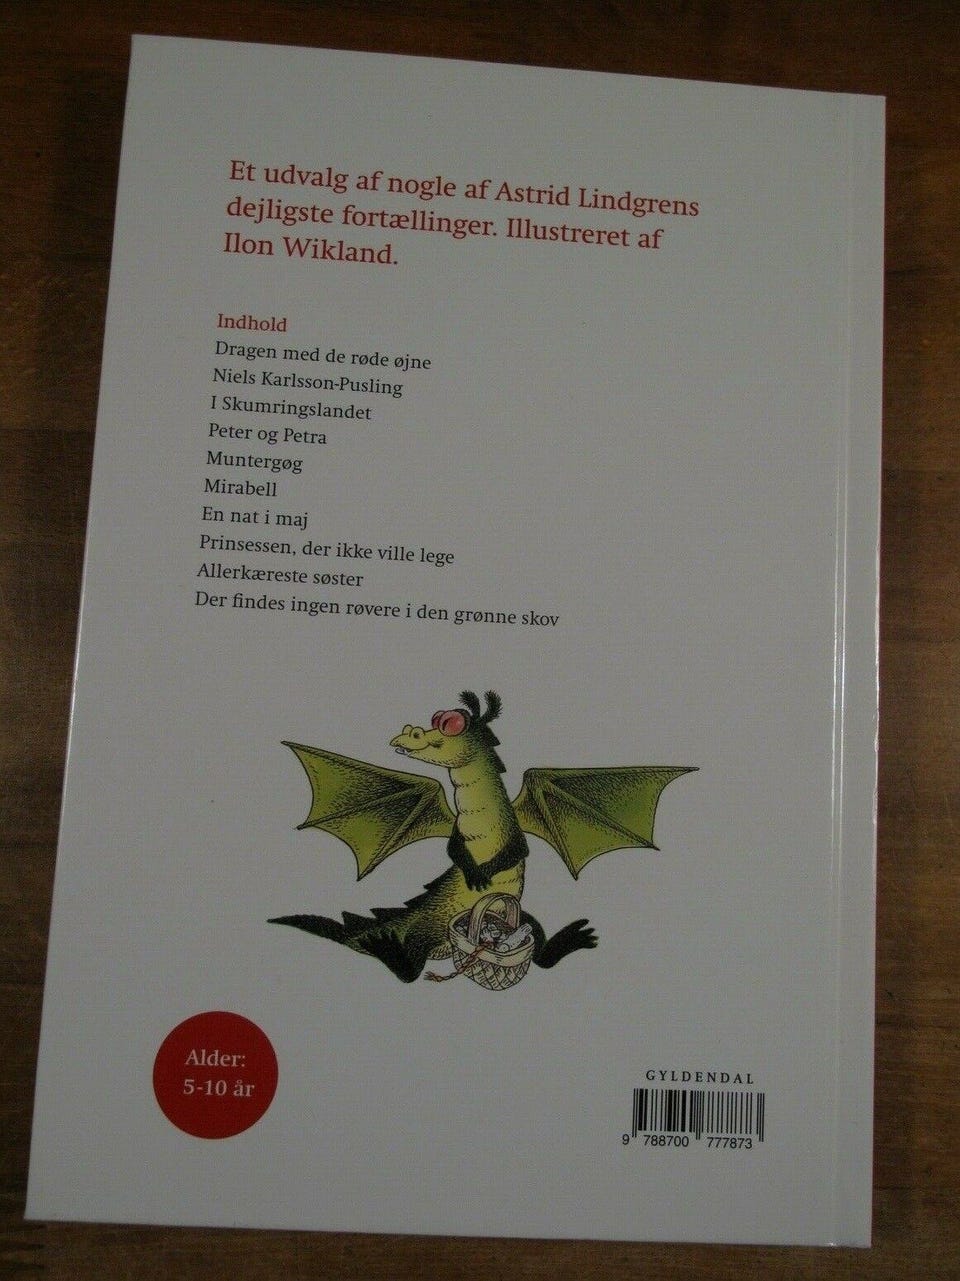 Et udvalg af nogle af Astrid Lindgrens
dejligste fortællinger. Illustreret af
Ilon Wikland.
Indhold
Dragen med de røde øjne
Niels Karlsson-Pusling
I Skumringslandet
Peter og Petra
Muntergøg
Mirabell
En nat i maj
Prinsessen, der ikke ville lege
Allerkæreste søster
Der findes ingen røvere i den grønne skov
Alder:
5-10 år
GYLDENDAL
9 788700 777873